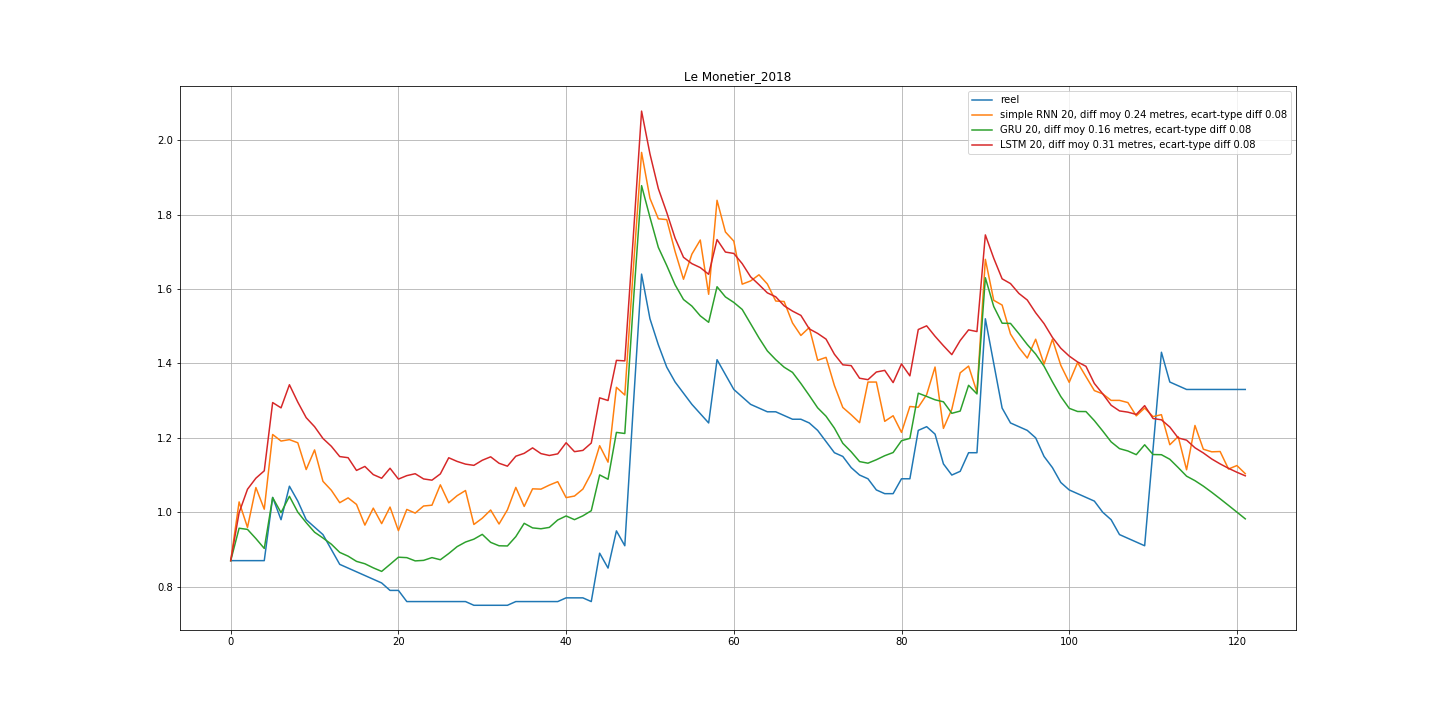 Le Monetier_2018
reel
simple RNN 20, diff moy 0.24 metres, ecart-type diff 0.08
GRU 20, diff moy 0.16 metres, ecart-type diff 0.08
LSTM 20, diff moy 0.31 metres, ecart-type diff 0.08
2.0
1.8
1.6
1.4
1.2
1.0
0.8
0 20 40 60 80 100 120